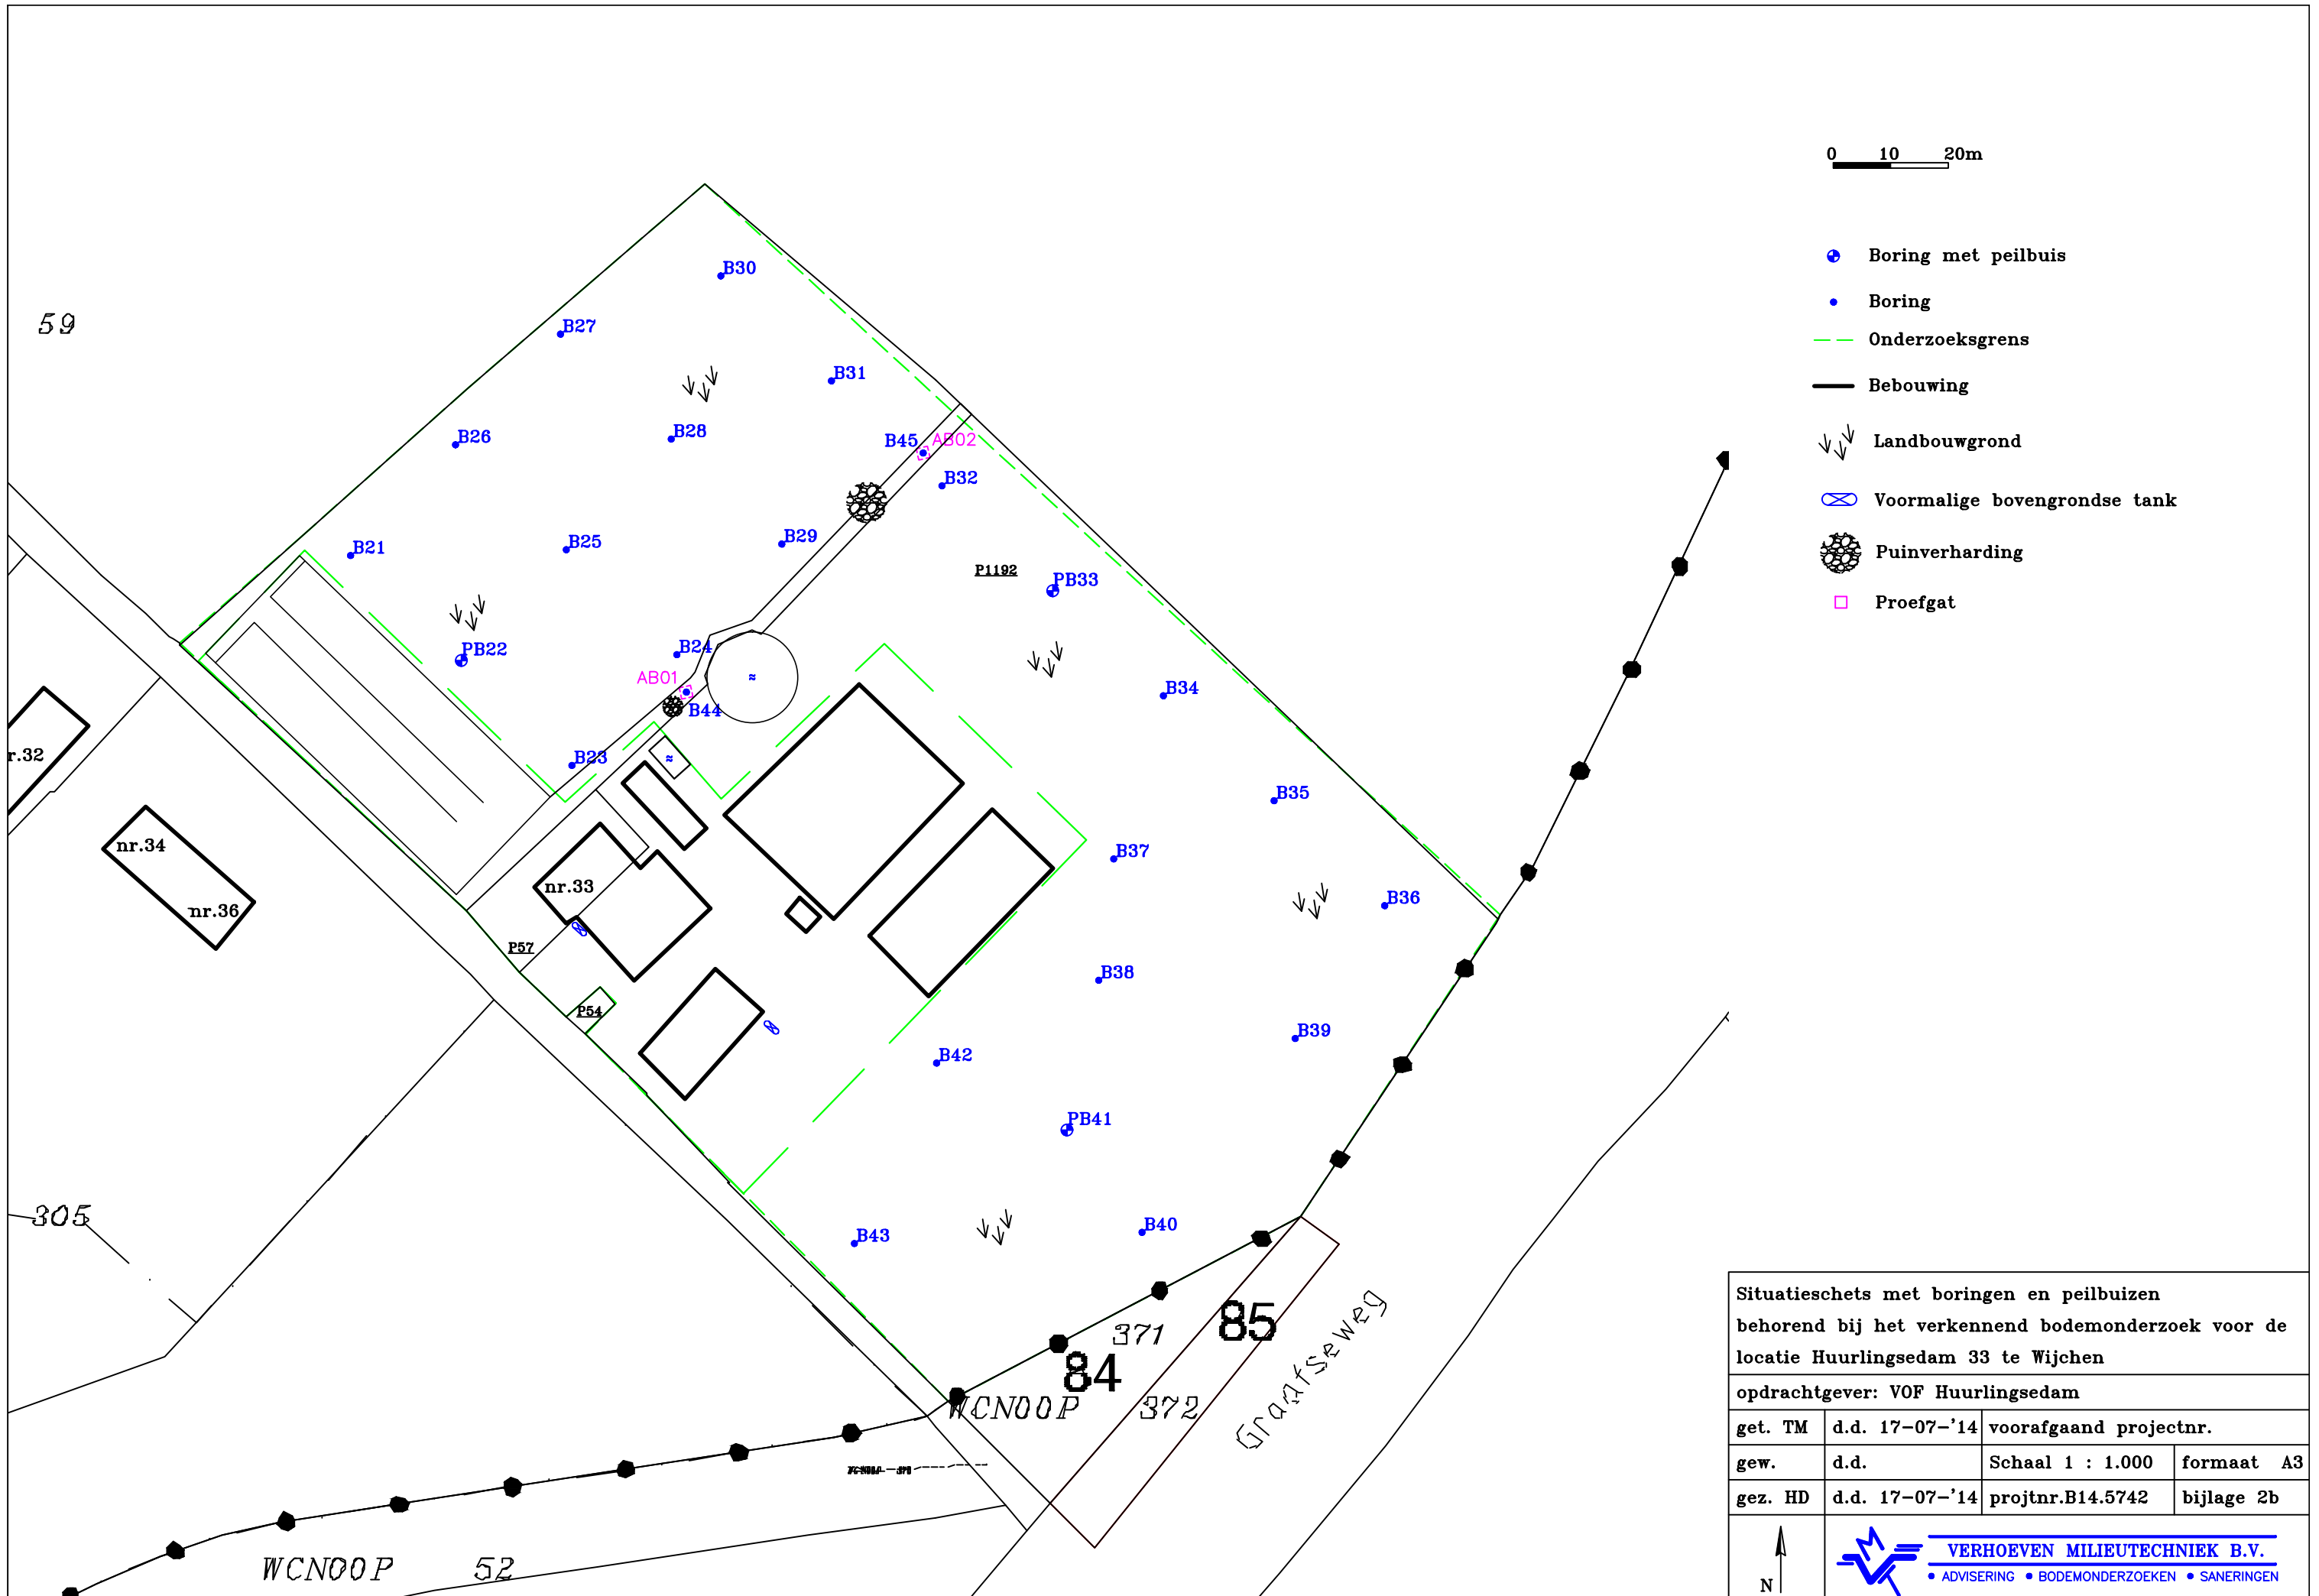 0 10 20m
Boring met peilbuis
Boring
Onderzoeksgrens
Bebouwing
Landbouwgrond
Voormalige bovengrondse tank
Puinverharding
Proefgat
59
B30
B27
B31
B26
B28
B45
AB02
B32
B21
B25
B29
P1192
PB33
PB22
B24
AB01
B44
B34
B23
r.32
B35
nr.34
B37
nr.33
B36
nr.36
P57
B38
P54
B39
B42
PB41
305
B43
B40
371
85
84
WCN00P 372
Graafseweg
WCN00P 52
Situatieschets met boringen en peilbuizen
behorend bij het verkennend bodemonderzoek voor de
locatie Huurlingsedam 33 te Wijchen
opdrachtgever: VOF Huurlingsedam
get. TM d.d. 17-07-'14 voorafgaand projectnr.
gew. d.d. Schaal 1 : 1.000 formaat A3
gez. HD d.d. 17-07-'14 projtnr.B14.5742 bijlage 2b
N
VERHOEVEN MILIEUTECHNIEK B.V.
• ADVISERING • BODEMONDERZOEKEN • SANERINGEN